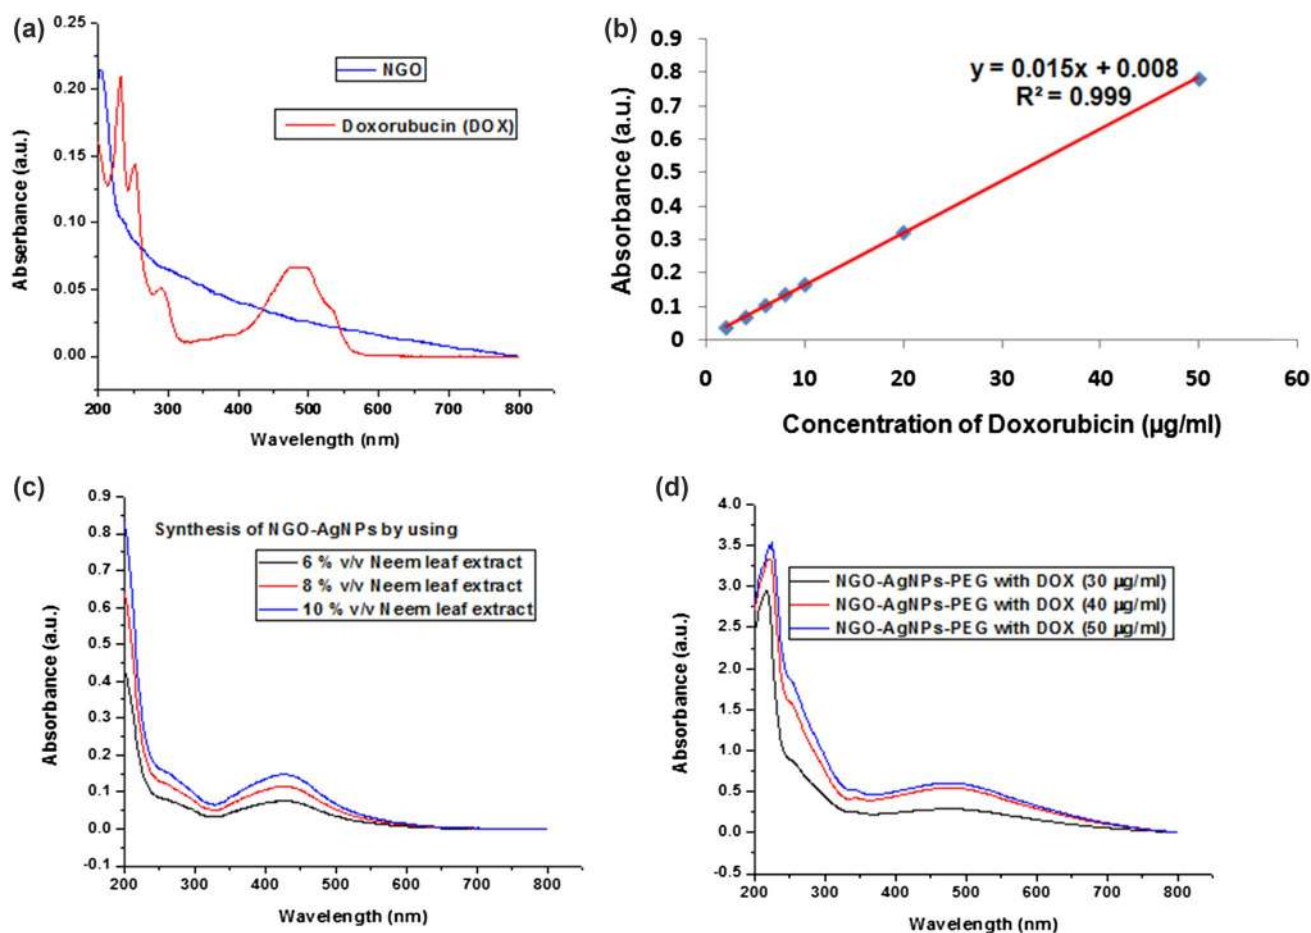 (a)
0.25
0.20
0.15
0.10
0.05
0.00
Abserbance (a.u.)
NGO
Doxorubucin (DOX)
200 300 400 500 600 700 800
Wavelength (nm)
(b)
0.9
0.8
0.7
0.6
0.5
0.4
0.3
0.2
0.1
0
Absorbance (a.u.)
y = 0.015x + 0.008
R² = 0.999
0 10 20 30 40 50 60
Concentration of Doxorubicin (µg/ml)
(c)
0.9
0.8
0.7
0.6
0.5
0.4
0.3
0.2
0.1
0.0
-0.1
Absorbance (a.u.)
Synthesis of NGO-AgNPs by using
6 % v/v Neem leaf extract
8 % v/v Neem leaf extract
10 % v/v Neem leaf extract
200 300 400 500 600 700 800
Wavelength (nm)
(d)
4.0
3.5
3.0
2.5
2.0
1.5
1.0
0.5
0.0
-0.5
Absorbance (a.u.)
NGO-AgNPs-PEG with DOX (30 µg/ml)
NGO-AgNPs-PEG with DOX (40 µg/ml)
NGO-AgNPs-PEG with DOX (50 µg/ml)
200 300 400 500 600 700 800
Wavelength (nm)